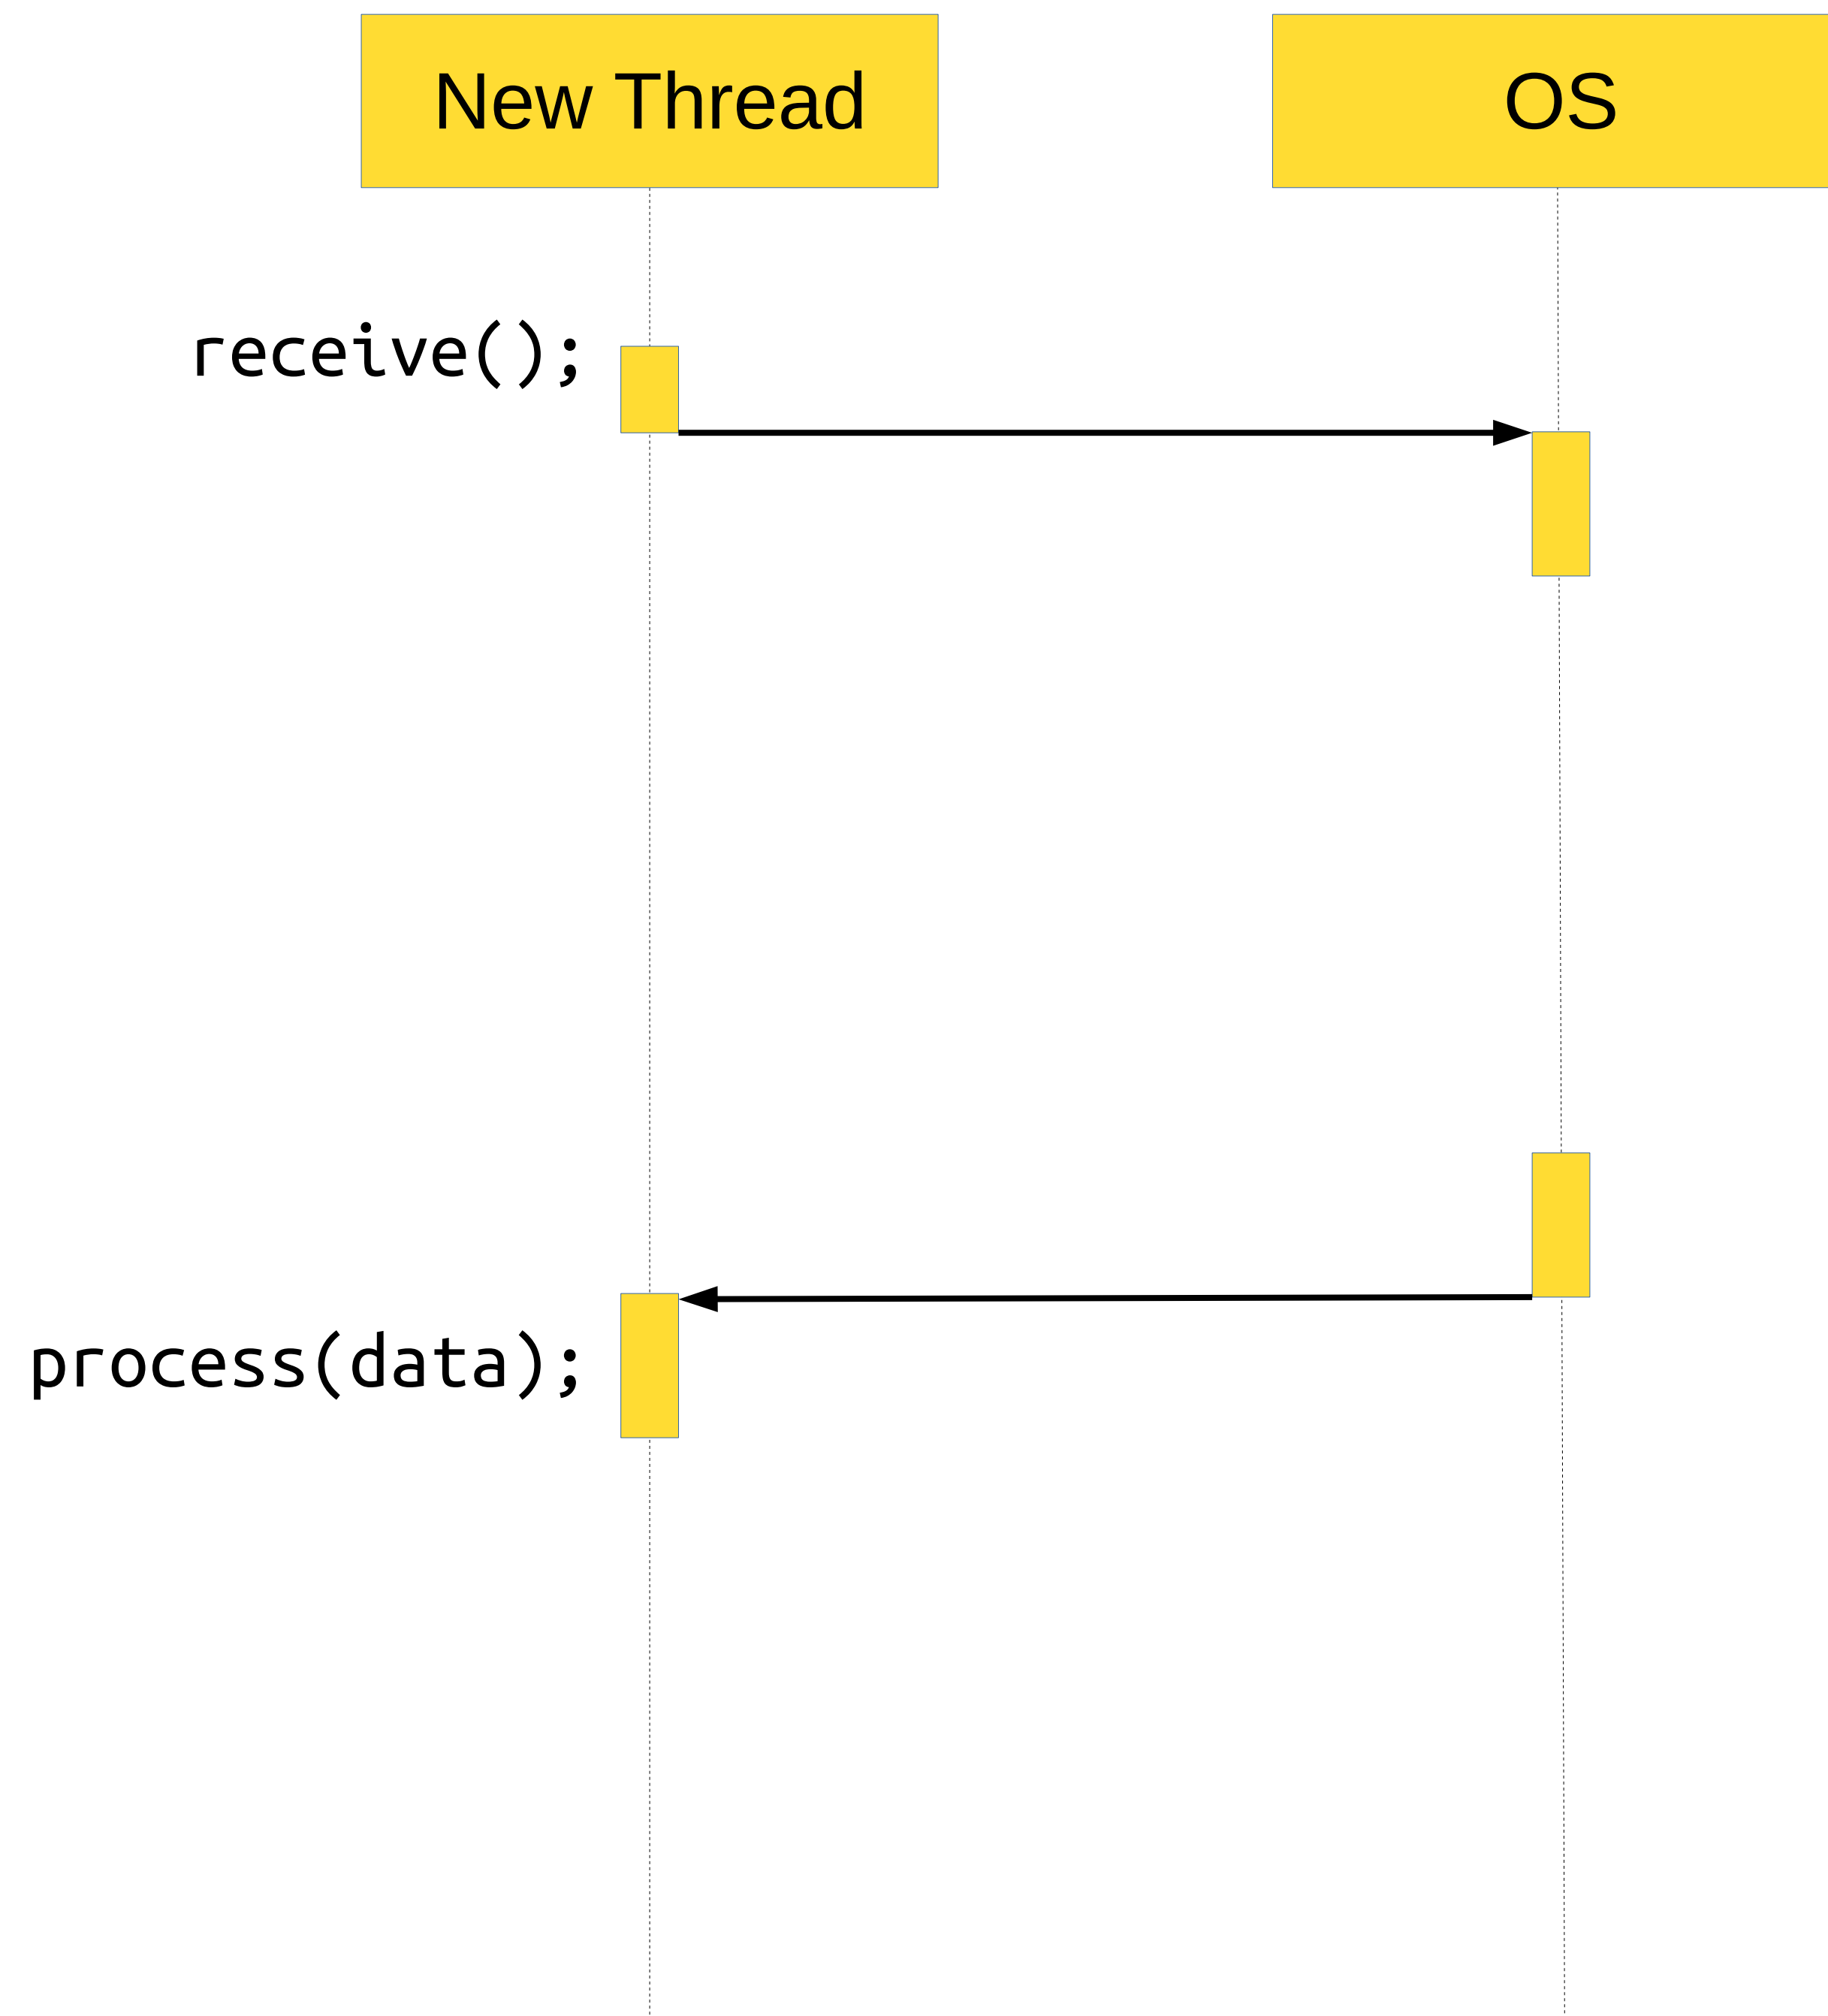 New Thread
OS
receive();
process(data);